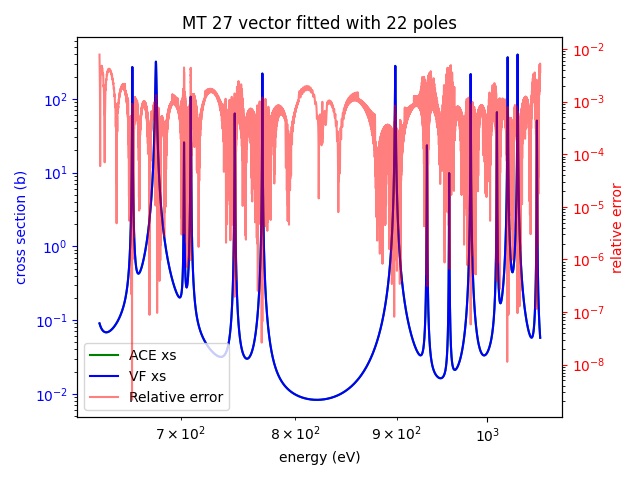 MT 27 vector fitted with 22 poles
cross section (b)
10²
10¹
10⁰
10⁻¹
10⁻²
10⁻²
10⁻³
10⁻⁴
10⁻⁵
10⁻⁶
10⁻⁷
10⁻⁸
relative error
ACE xs
VF xs
Relative error
7 × 10² 8 × 10² 9 × 10² 10³
energy (eV)